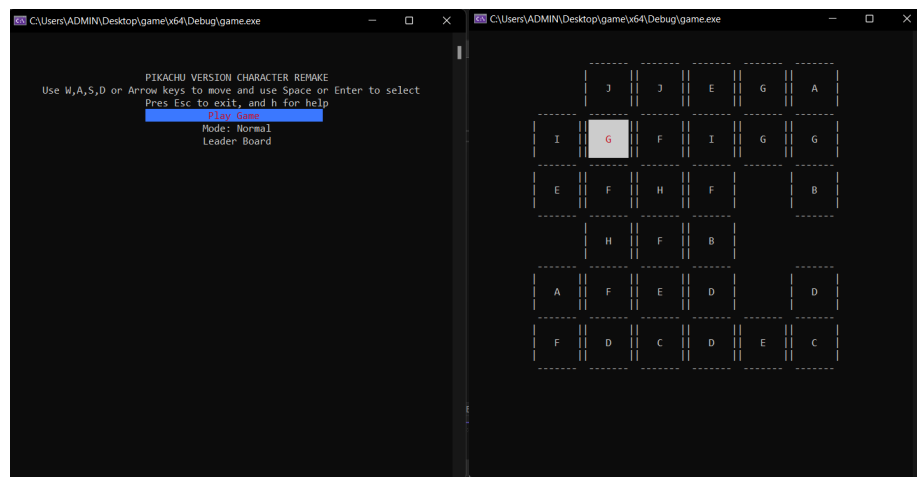 C:\Users\ADMIN\Desktop\game\x64\Debug\game.exe
PIKACHU VERSION CHARACTER REMAKE
Use W,A,S,D or Arrow keys to move and use Space or Enter to select
Pres Esc to exit, and h for help
Play Game
Mode: Normal
Leader Board
C:\Users\ADMIN\Desktop\game\x64\Debug\game.exe
J J E G A
I G F I G G
E F H F B
H F B
A F E D D
F D C D E C